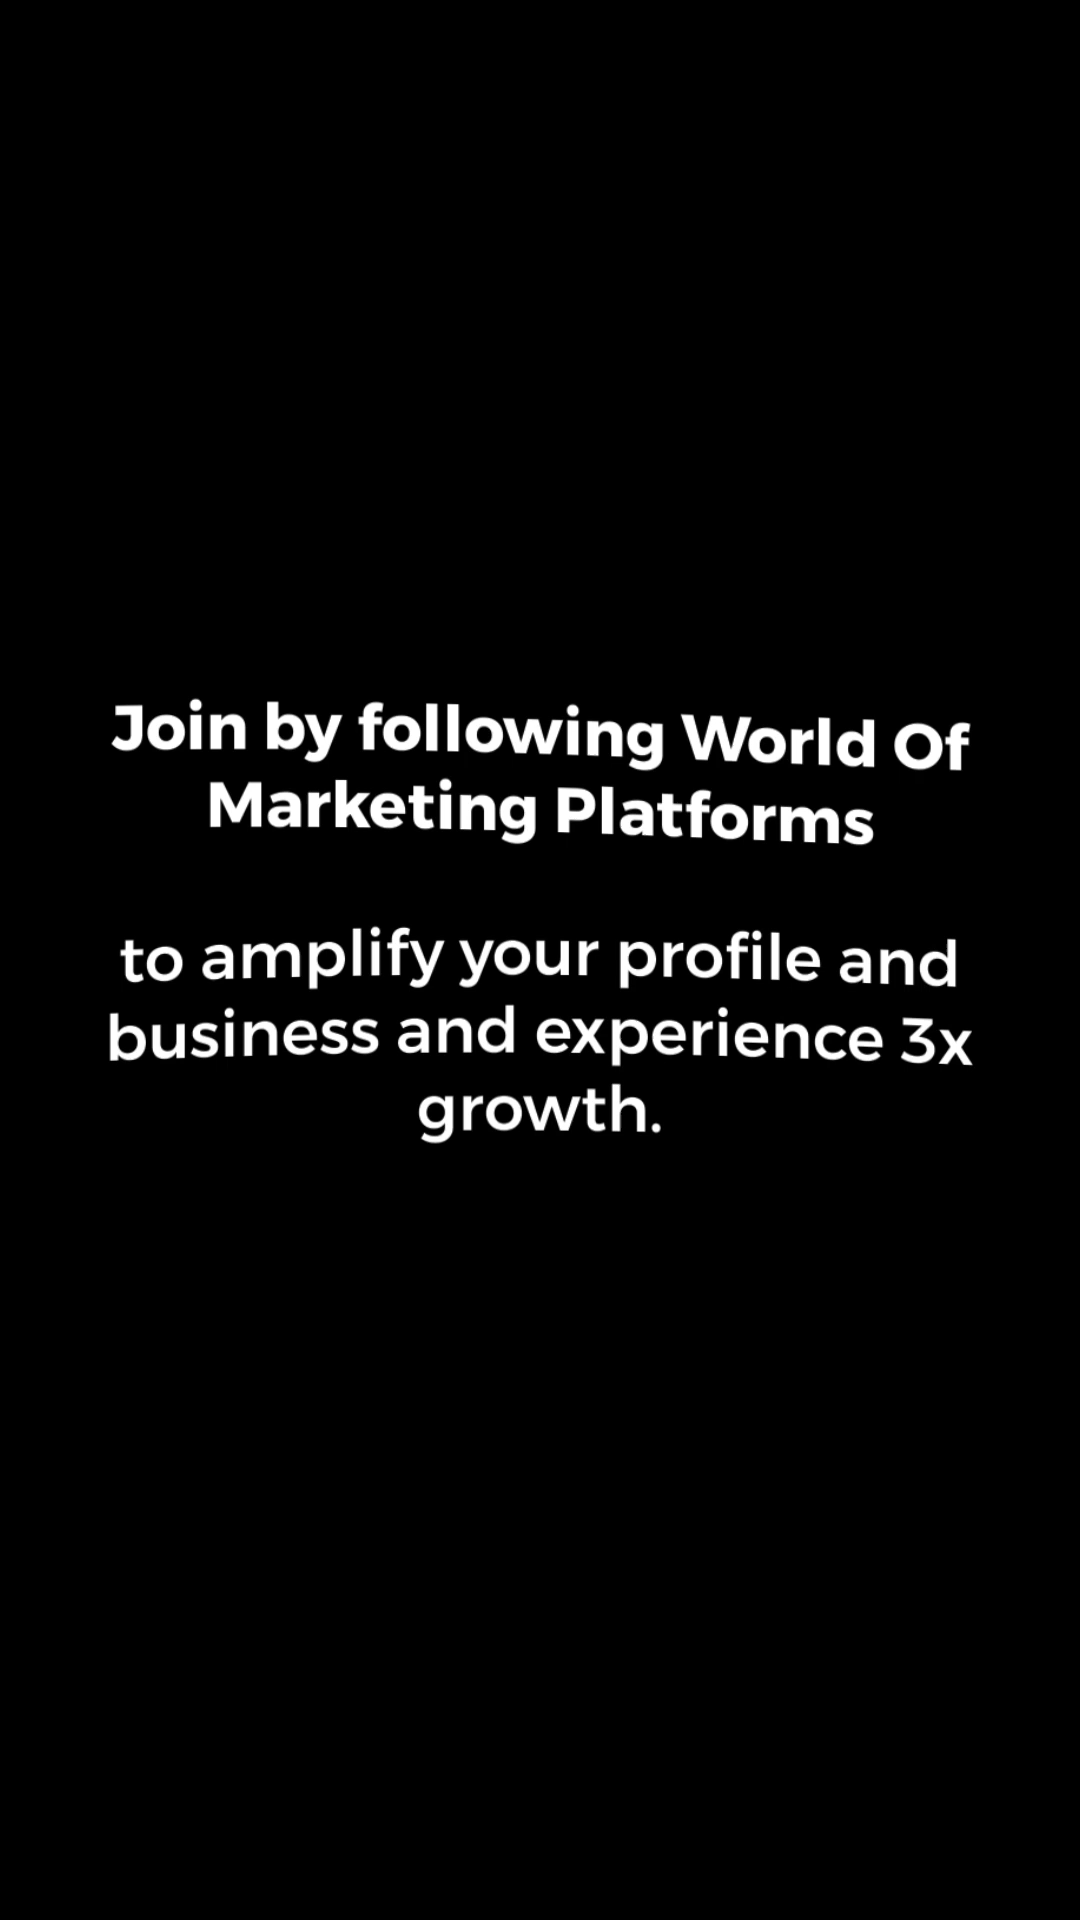 Join by following World Of
Marketing Platforms
to amplify your profile and
business and experience 3x
growth.